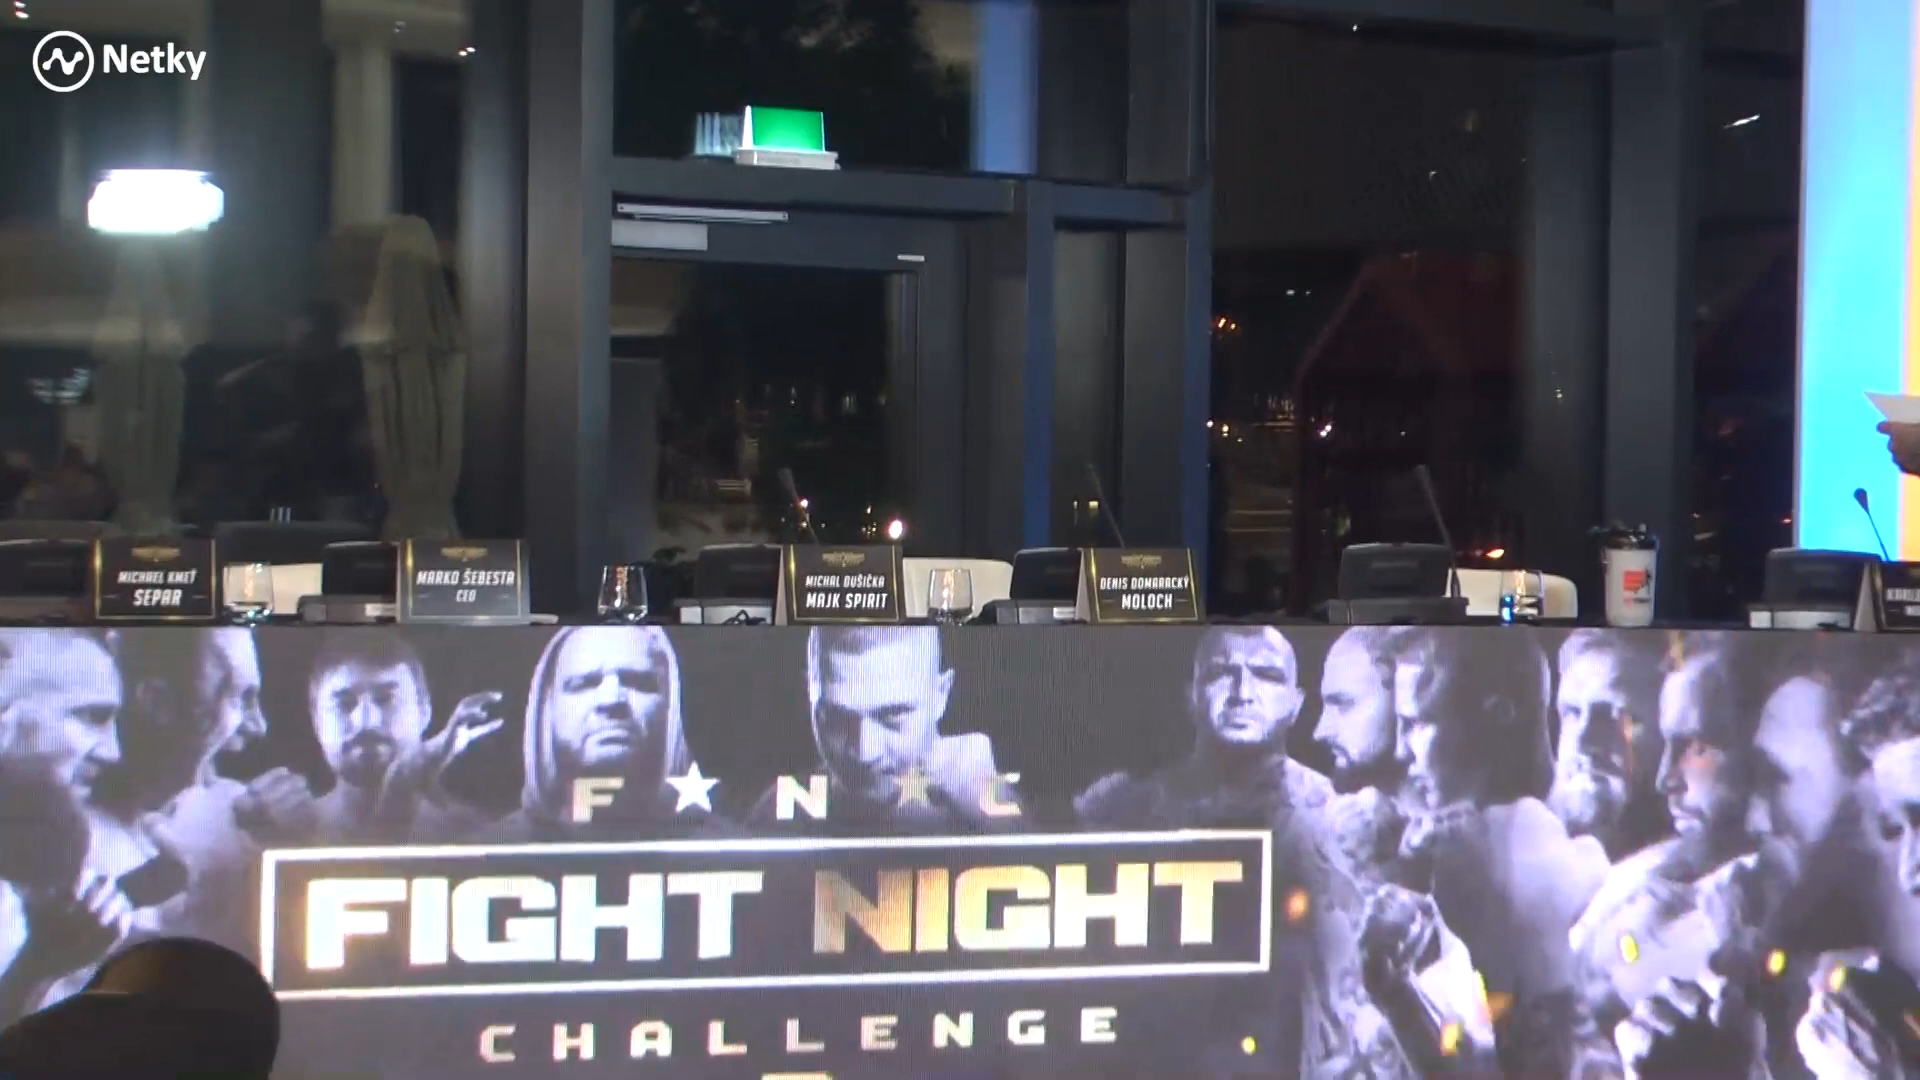 Netky
MICHAEL KMEŤ
SEPAR
MARKO ŠEBESTA
CEO
MICHAL DUŠIČKA
MAJK SPIRIT
DENIS DOMARACKÝ
MOLOCH
F N C
FIGHT NIGHT
CHALLENGE